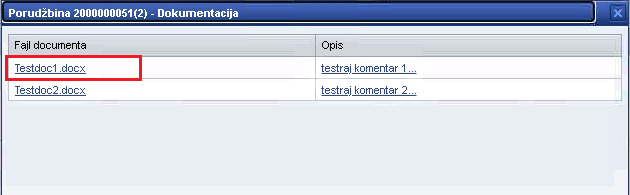 Porudžbina 2000000051(2) - Dokumentacija
Fajl documenta Opis
Testdoc1.docx testraj komentar 1...
Testdoc2.docx testraj komentar 2...